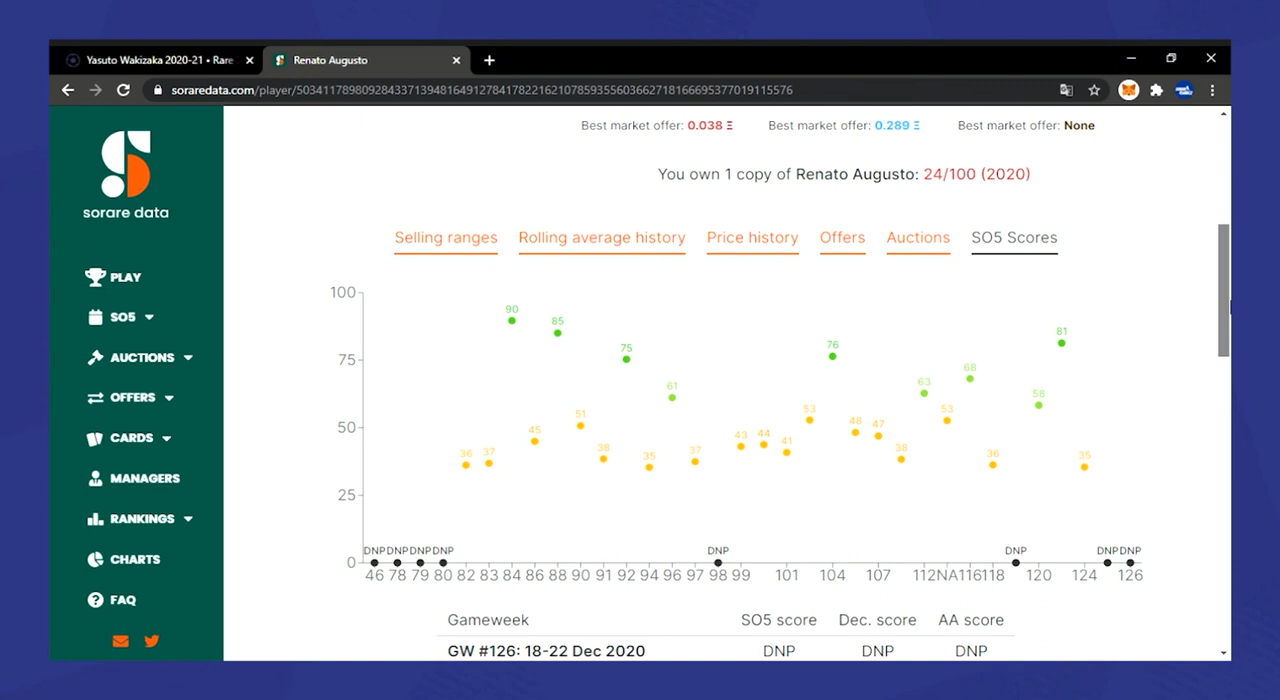 Yasuto Wakizaka 2020-21 • Rare
Renato Augusto
soraredata.com/player/50341178980928433713948164912784178221621078593556036627181666953770191​15576
Best market offer: 0.038 Ξ Best market offer: 0.289 Ξ Best market offer: None
You own 1 copy of Renato Augusto: 24/100 (2020)
sorare data
PLAY
SO5
AUCTIONS
OFFERS
CARDS
MANAGERS
RANKINGS
CHARTS
FAQ
Selling ranges Rolling average history Price history Offers Auctions SO5 Scores
100
75
50
25
0
36 37 90 45 85 51 38 75 35 61 37 43 44 41 53 76 48 47 38 63 53 68 36 58 81 35
DNP DNP DNP DNP DNP DNP DNP DNP
46 78 79 80 82 83 84 86 88 90 91 92 94 96 97 98 99 101 104 107 112 NA 116 118 120 124 126
Gameweek SO5 score Dec. score AA score
GW #126: 18-22 Dec 2020 DNP DNP DNP